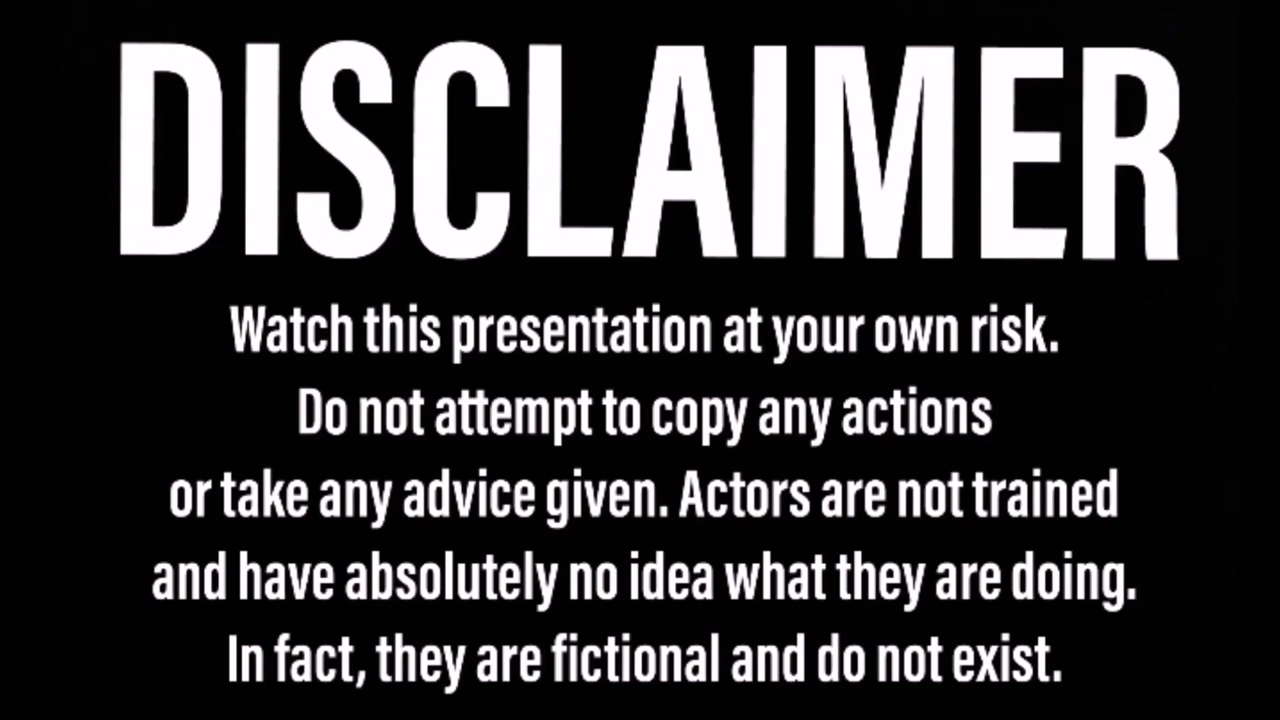 DISCLAIMER
Watch this presentation at your own risk.
Do not attempt to copy any actions
or take any advice given. Actors are not trained
and have absolutely no idea what they are doing.
In fact, they are fictional and do not exist.